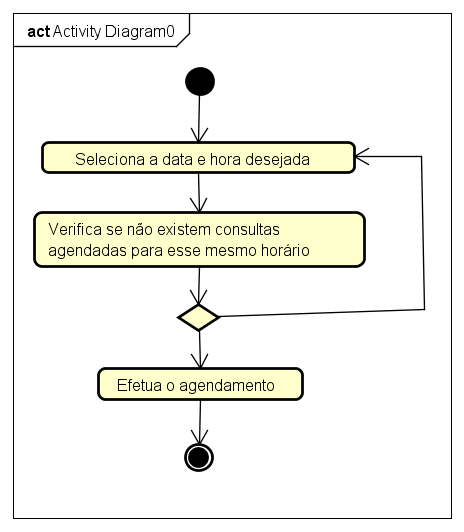 act Activity Diagram0
Seleciona a data e hora desejada
Verifica se não existem consultas
agendadas para esse mesmo horário
Efetua o agendamento